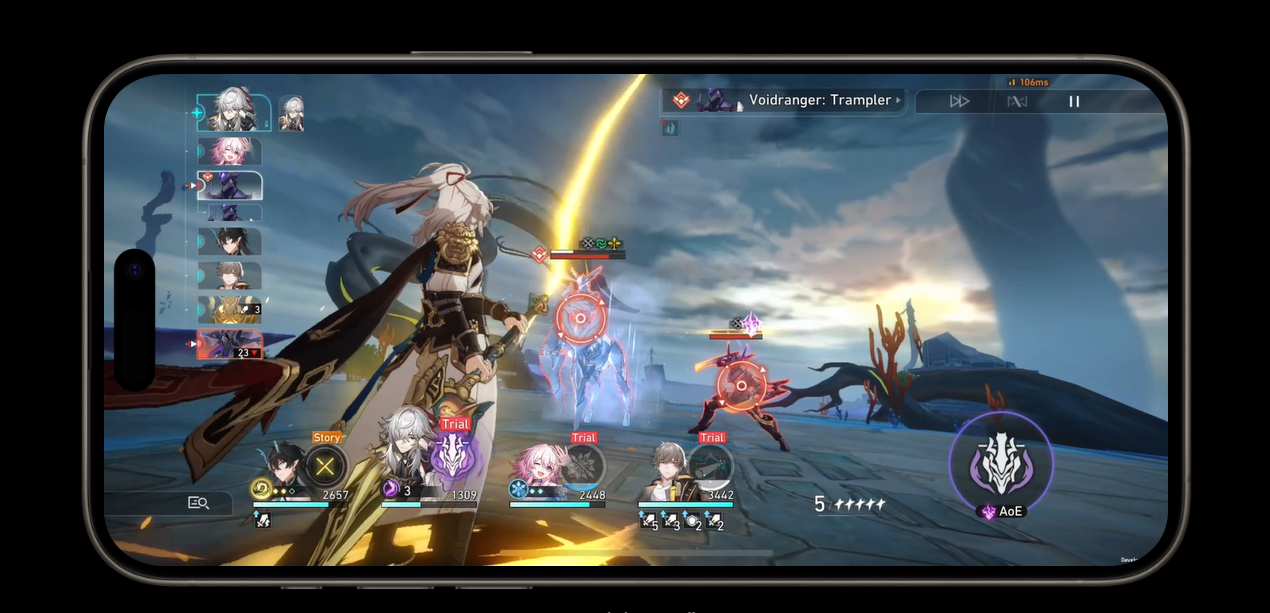 106ms
Voidranger: Trampler
3
23
Story
Trial
Trial
Trial
3
2657
1309
2448
3442
5
5
3
2
2
AoE